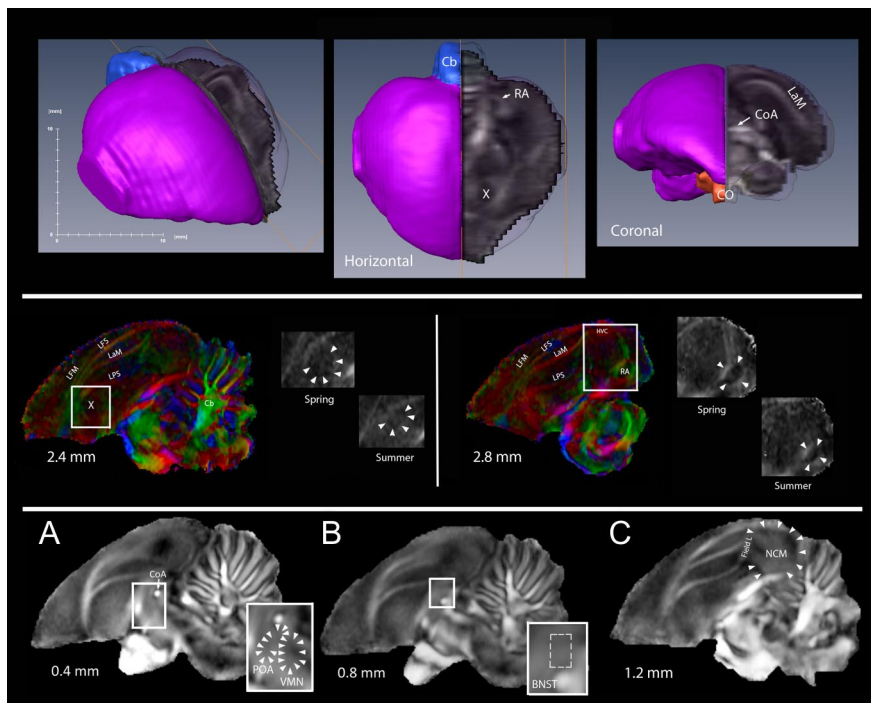 [mm]
10
0
0
10
[mm]
Cb
RA
X
Horizontal
LaM
CoA
CO
Coronal
LFS
LaM
LFM
LPS
X
Cb
2.4 mm
Spring
Summer
HVC
LFS
LaM
LFM
LPS
RA
2.8 mm
Spring
Summer
A
CoA
POA
VMN
0.4 mm
B
BNST
0.8 mm
C
Field L
NCM
1.2 mm